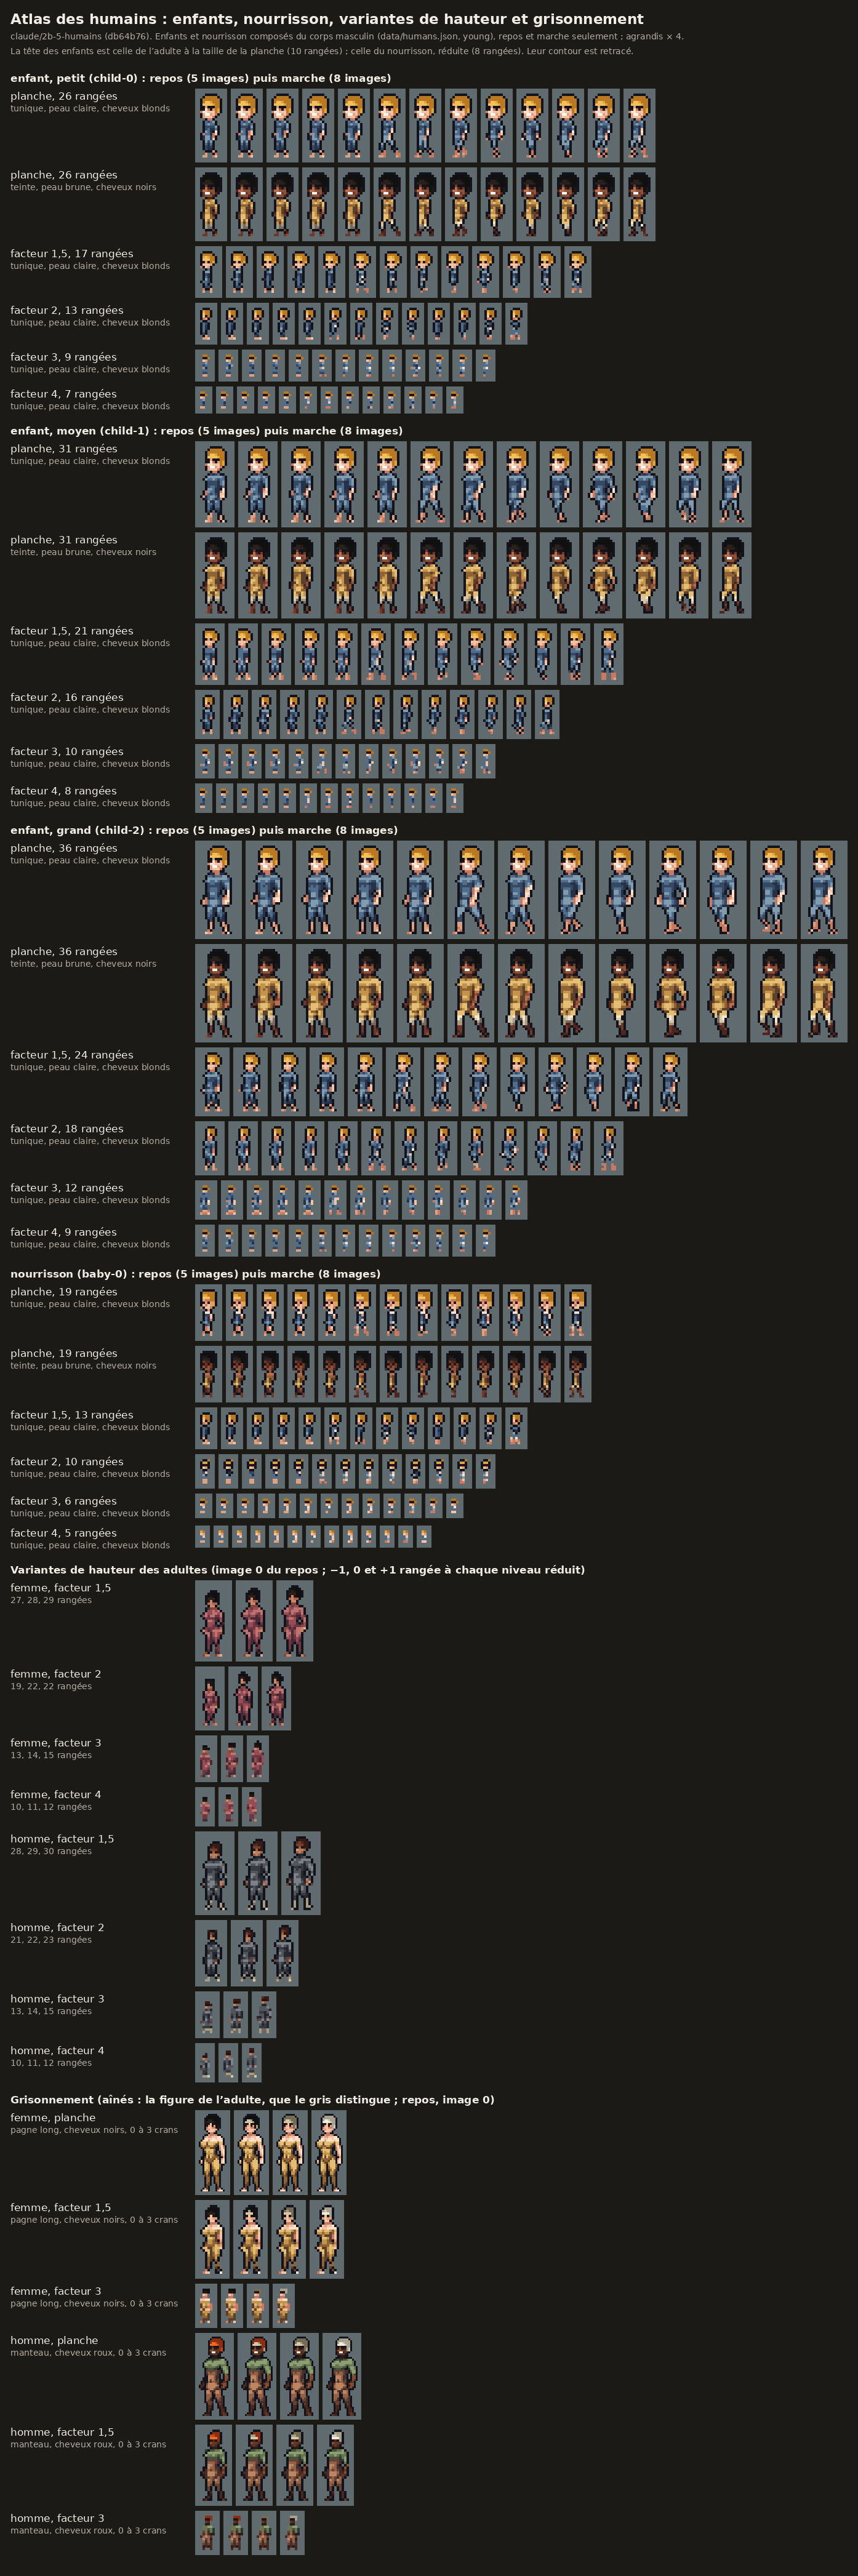 Atlas des humains : enfants, nourrisson, variantes de hauteur et grisonnement
claude/2b-5-humans (db64b76). Enfants et nourrisson composés du corps masculin (data/humans.json, young), repos et marche seulement ; agrandis × 4.
La tête des enfants est celle de l’adulte à la taille de la planche (10 rangées) ; celle du nourrisson, réduite (8 rangées). Leur contour est retracé.
enfant, petit (child-0) : repos (5 images) puis marche (8 images)
planche, 26 rangées
tunique, peau claire, cheveux blonds
planche, 26 rangées
teinte, peau brune, cheveux noirs
facteur 1,5, 17 rangées
tunique, peau claire, cheveux blonds
facteur 2, 13 rangées
tunique, peau claire, cheveux blonds
facteur 3, 9 rangées
tunique, peau claire, cheveux blonds
facteur 4, 7 rangées
tunique, peau claire, cheveux blonds
enfant, moyen (child-1) : repos (5 images) puis marche (8 images)
planche, 31 rangées
tunique, peau claire, cheveux blonds
planche, 31 rangées
teinte, peau brune, cheveux noirs
facteur 1,5, 21 rangées
tunique, peau claire, cheveux blonds
facteur 2, 16 rangées
tunique, peau claire, cheveux blonds
facteur 3, 10 rangées
tunique, peau claire, cheveux blonds
facteur 4, 8 rangées
tunique, peau claire, cheveux blonds
enfant, grand (child-2) : repos (5 images) puis marche (8 images)
planche, 36 rangées
tunique, peau claire, cheveux blonds
planche, 36 rangées
teinte, peau brune, cheveux noirs
facteur 1,5, 24 rangées
tunique, peau claire, cheveux blonds
facteur 2, 18 rangées
tunique, peau claire, cheveux blonds
facteur 3, 12 rangées
tunique, peau claire, cheveux blonds
facteur 4, 9 rangées
tunique, peau claire, cheveux blonds
nourrisson (baby-0) : repos (5 images) puis marche (8 images)
planche, 19 rangées
tunique, peau claire, cheveux blonds
planche, 19 rangées
teinte, peau brune, cheveux noirs
facteur 1,5, 13 rangées
tunique, peau claire, cheveux blonds
facteur 2, 10 rangées
tunique, peau claire, cheveux blonds
facteur 3, 6 rangées
tunique, peau claire, cheveux blonds
facteur 4, 5 rangées
tunique, peau claire, cheveux blonds
Variantes de hauteur des adultes (image 0 du repos ; −1, 0 et +1 rangée à chaque niveau réduit)
femme, facteur 1,5
27, 28, 29 rangées
femme, facteur 2
19, 22, 22 rangées
femme, facteur 3
13, 14, 15 rangées
femme, facteur 4
10, 11, 12 rangées
homme, facteur 1,5
28, 29, 30 rangées
homme, facteur 2
21, 22, 23 rangées
homme, facteur 3
13, 14, 15 rangées
homme, facteur 4
10, 11, 12 rangées
Grisonnement (aînés : la figure de l’adulte, que le gris distingue ; repos, image 0)
femme, planche
pagne long, cheveux noirs, 0 à 3 crans
femme, facteur 1,5
pagne long, cheveux noirs, 0 à 3 crans
femme, facteur 3
pagne long, cheveux noirs, 0 à 3 crans
homme, planche
manteau, cheveux roux, 0 à 3 crans
homme, facteur 1,5
manteau, cheveux roux, 0 à 3 crans
homme, facteur 3
manteau, cheveux roux, 0 à 3 crans